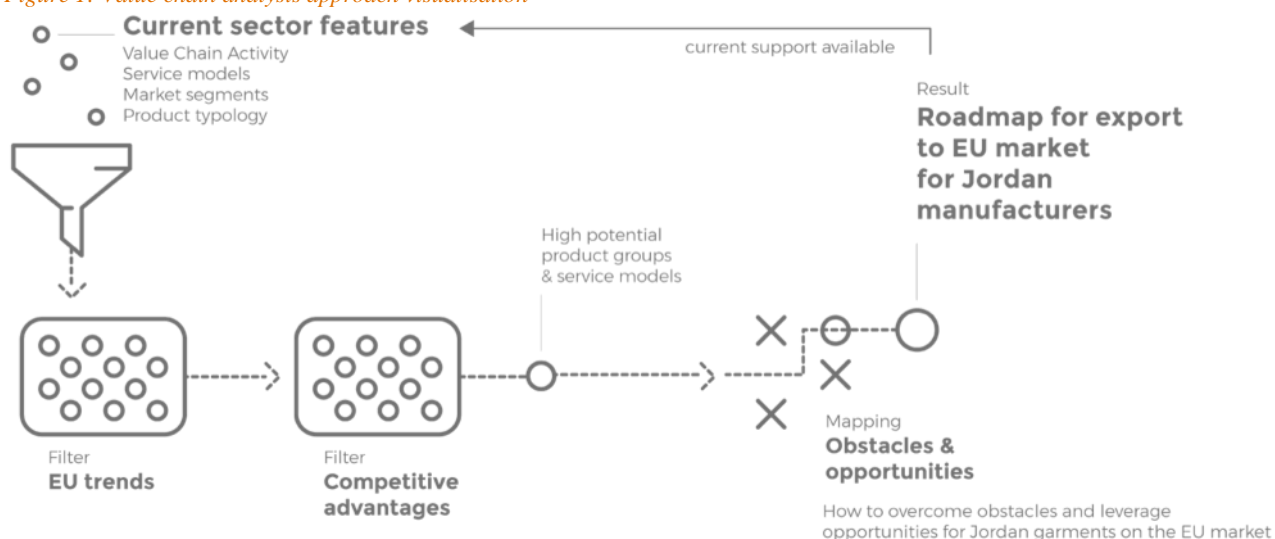 Figure 1: Value chain analysis approach visualisation
Current sector features
Value Chain Activity
Service models
Market segments
Product typology
current support available
Result
Roadmap for export
to EU market
for Jordan
manufacturers
High potential
product groups
& service models
Filter
EU trends
Filter
Competitive
advantages
Mapping
Obstacles &
opportunities
How to overcome obstacles and leverage
opportunities for Jordan garments on the EU market